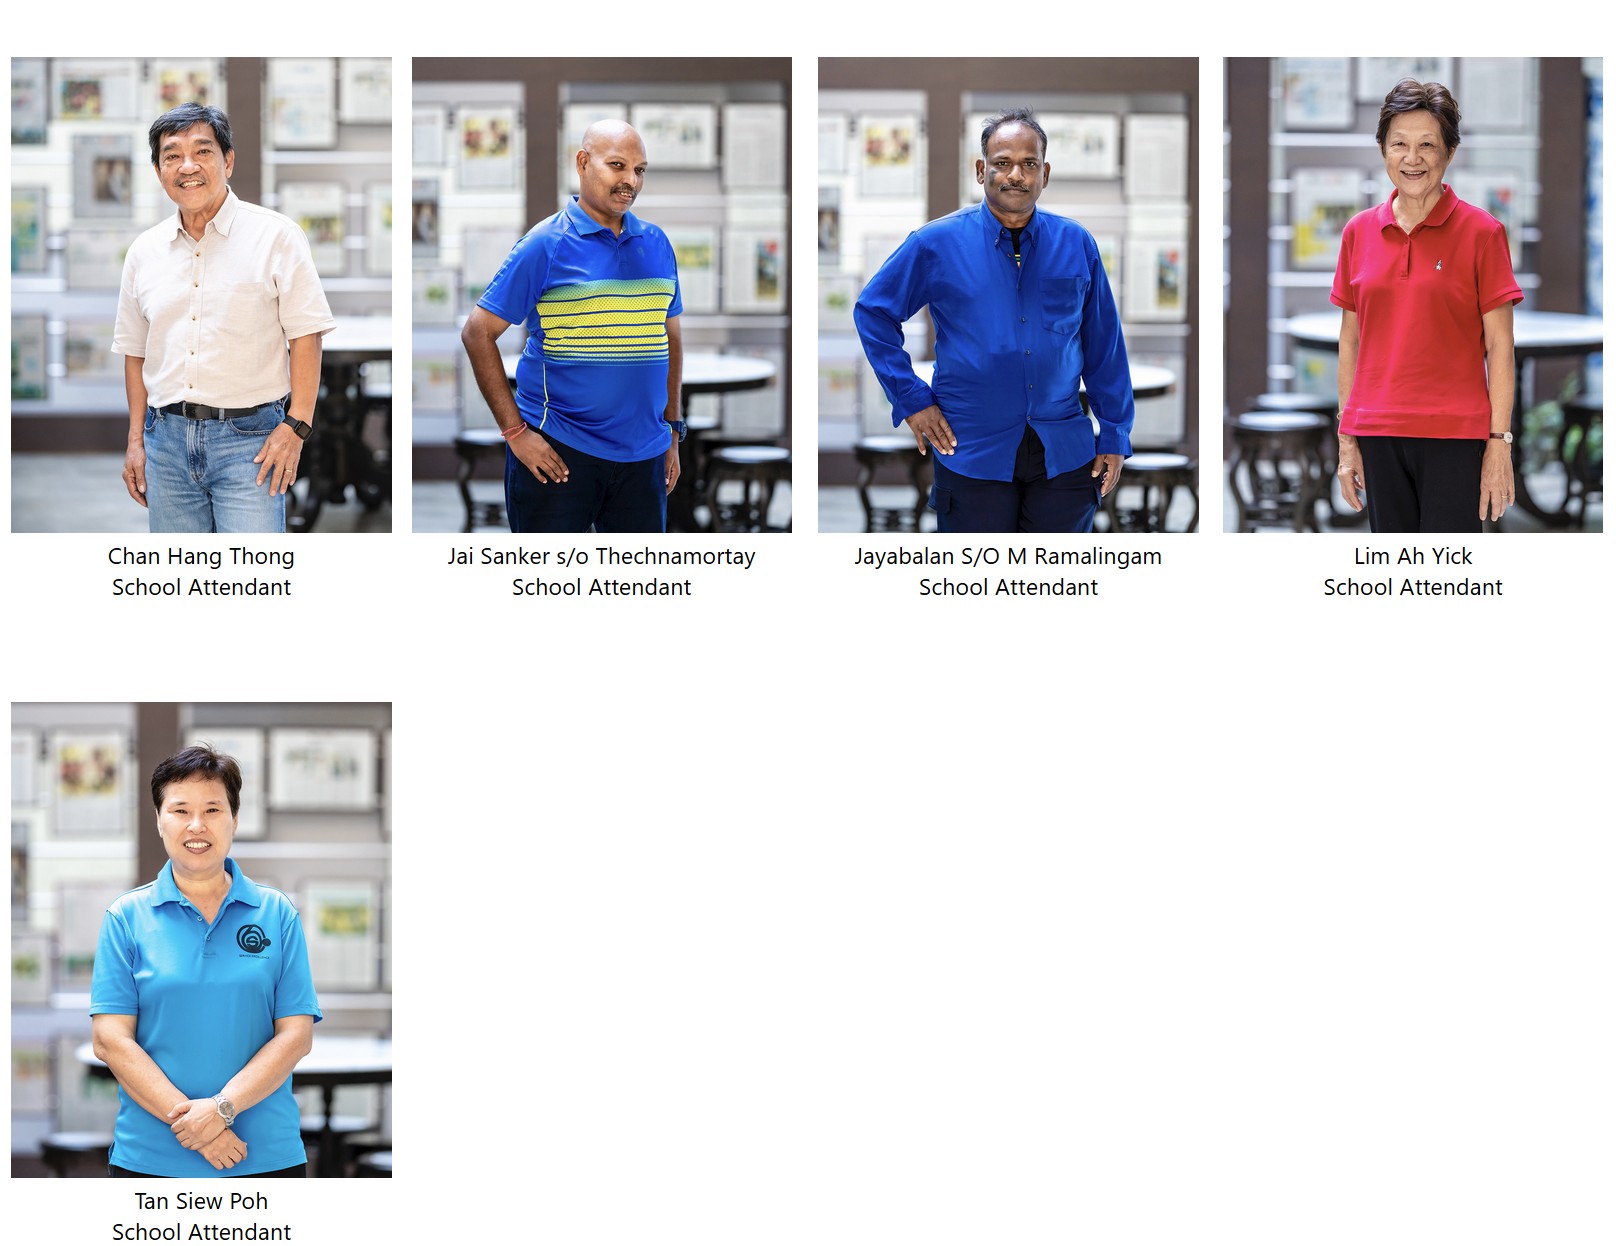 Chan Hang Thong
School Attendant
Jai Sanker s/o Thechnamortay
School Attendant
Jayabalan S/O M Ramalingam
School Attendant
Lim Ah Yick
School Attendant
Tan Siew Poh
School Attendant